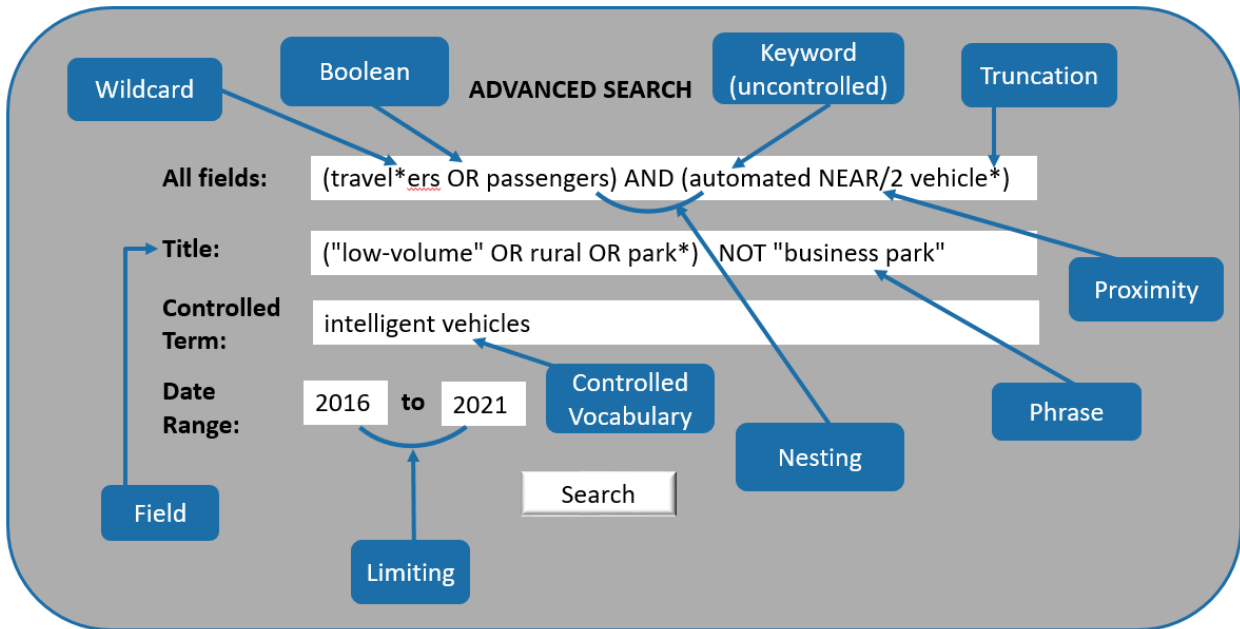 Wildcard
Boolean
Keyword
(uncontrolled)
Truncation
ADVANCED SEARCH
All fields:
(travel*ers OR passengers) AND (automated NEAR/2 vehicle*)
Title:
("low-volume" OR rural OR park*) NOT "business park"
Proximity
Controlled
Term:
intelligent vehicles
Controlled
Vocabulary
Phrase
Date
Range:
2016 to 2021
Nesting
Search
Field
Limiting